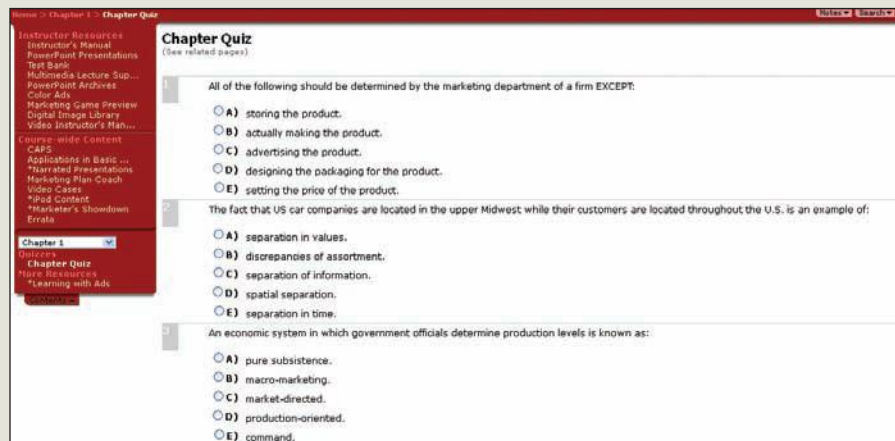 Home > Chapter 1 > Chapter Quiz
Notes
Search
Instructor Resources
Instructor's Manual
PowerPoint Presentations
Test Bank
Multimedia Lecture Sup...
PowerPoint Archives
Color Ads
Marketing Game Preview
Digital Image Library
Video Instructor's Man...
Course-wide Content
CAPS
Applications in Basic ...
*Narrated Presentations
Marketing Plan Coach
Video Cases
*iPod Content
*Marketer's Showdown
Errata
Chapter 1
Quizzes
Chapter Quiz
*More Resources
*Learning with Ads
Contents
Chapter Quiz
(See related pages)
1
All of the following should be determined by the marketing department of a firm EXCEPT:
A) storing the product.
B) actually making the product.
C) advertising the product.
D) designing the packaging for the product.
E) setting the price of the product.
2
The fact that US car companies are located in the upper Midwest while their customers are located throughout the U.S. is an example of:
A) separation in values.
B) discrepancies of assortment.
C) separation of information.
D) spatial separation.
E) separation in time.
3
An economic system in which government officials determine production levels is known as:
A) pure subsistence.
B) macro-marketing.
C) market-directed.
D) production-oriented.
E) command.